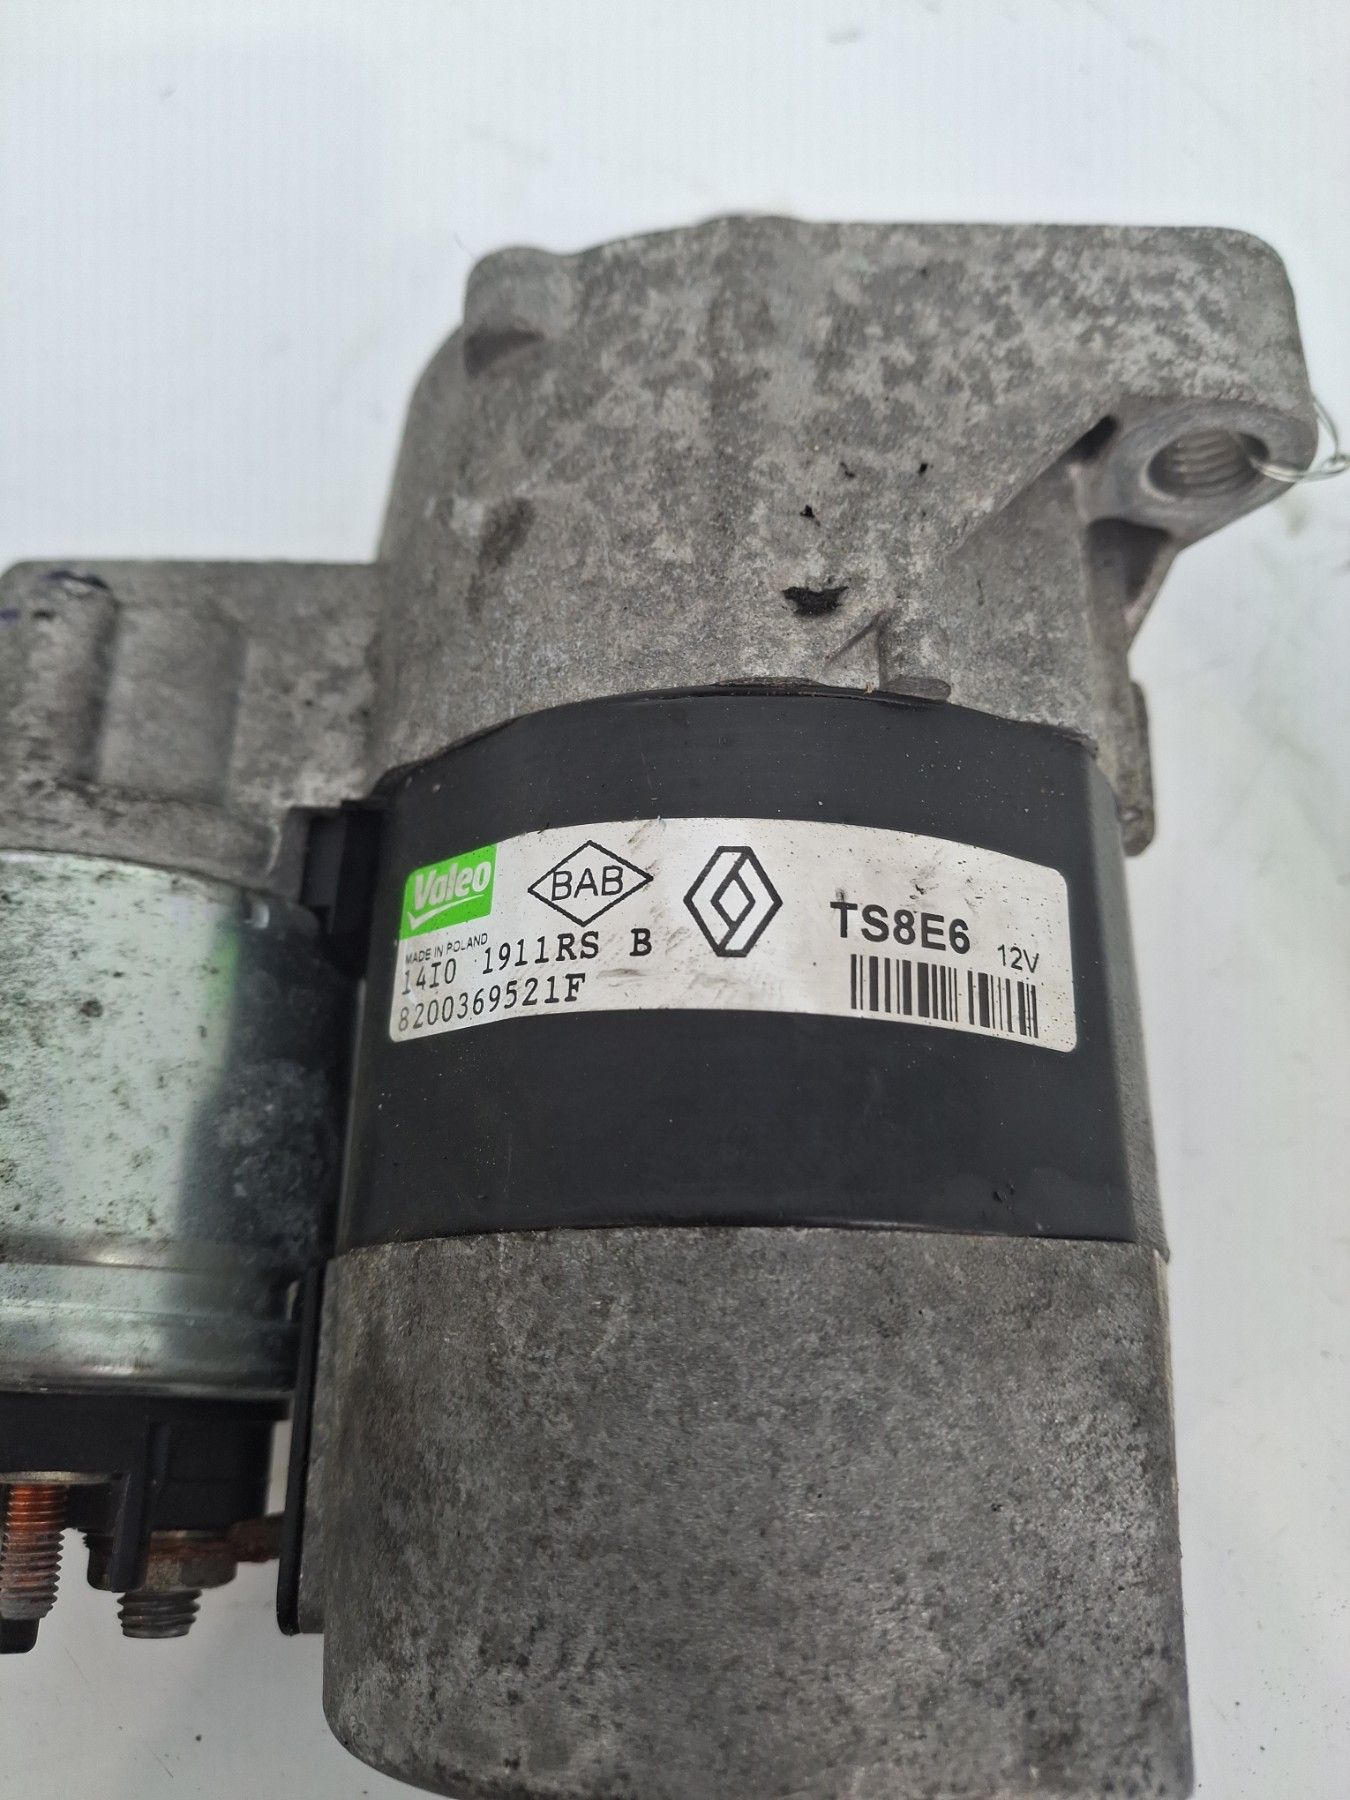 Valeo
BAB
TS8E6 12V
MADE IN POLAND
14I0 1911RS B
8200369521F